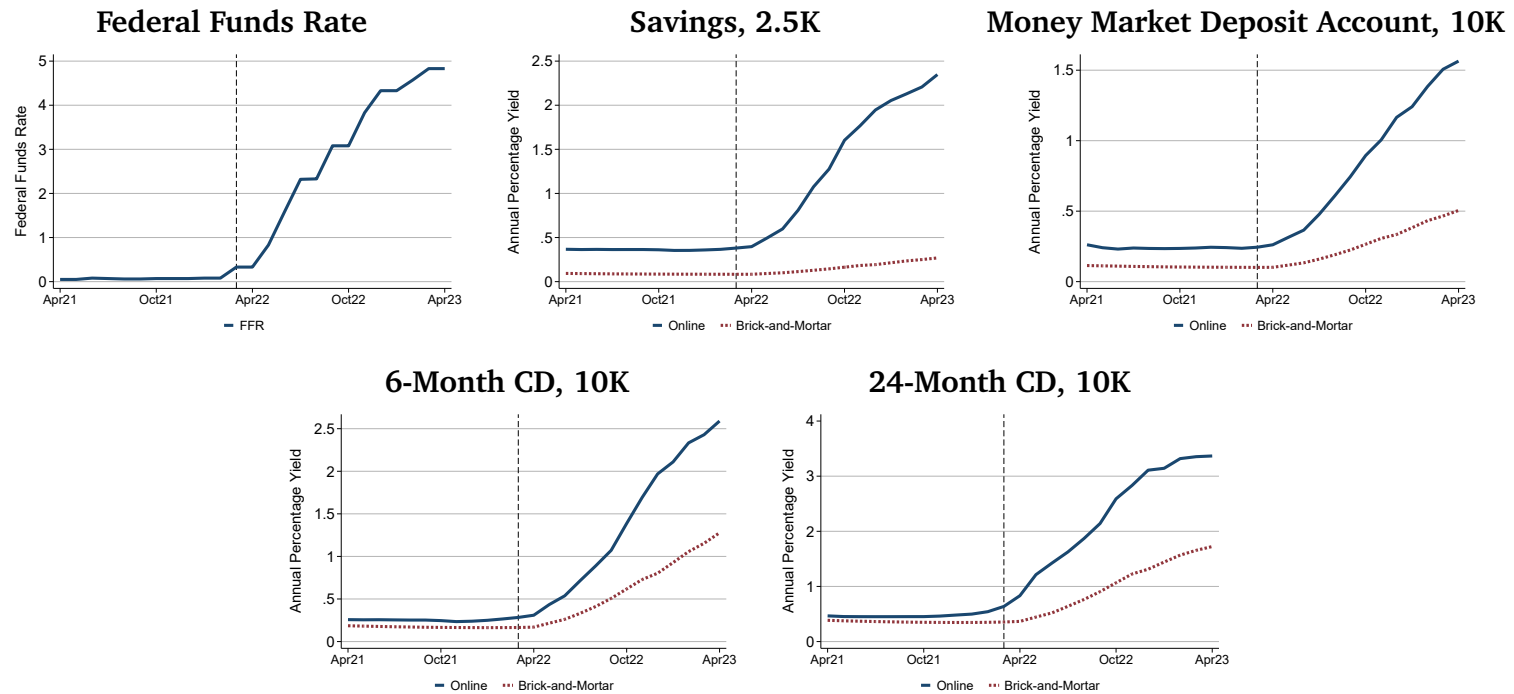 Federal Funds Rate
Federal Funds Rate
5
4
3
2
1
0
Apr21 Oct21 Apr22 Oct22 Apr23
FFR
Savings, 2.5K
Annual Percentage Yield
2.5
2
1.5
1
.5
0
Apr21 Oct21 Apr22 Oct22 Apr23
Online Brick-and-Mortar
Money Market Deposit Account, 10K
Annual Percentage Yield
1.5
1
.5
0
Apr21 Oct21 Apr22 Oct22 Apr23
Online Brick-and-Mortar
6-Month CD, 10K
Annual Percentage Yield
2.5
2
1.5
1
.5
0
Apr21 Oct21 Apr22 Oct22 Apr23
Online Brick-and-Mortar
24-Month CD, 10K
Annual Percentage Yield
4
3
2
1
0
Apr21 Oct21 Apr22 Oct22 Apr23
Online Brick-and-Mortar